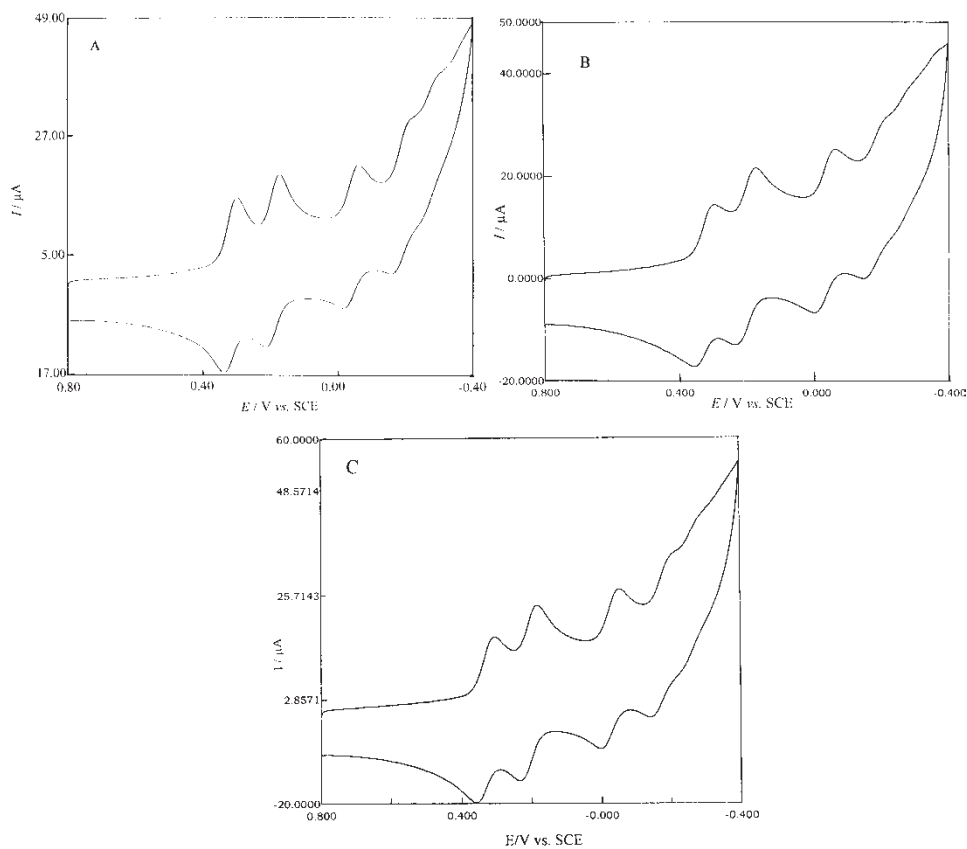 49.00
A
27.00
I / μA
5.00
17.00
0.80
0.40
0.00
-0.40
E / V vs. SCE
50.0000
B
40.0000
20.0000
I / μA
0.0000
-20.0000
0.800
0.400
0.000
-0.400
E / V vs. SCE
60.0000
C
48.5714
25.7143
I / μA
2.8571
-20.0000
0.800
0.400
-0.000
-0.400
E/V vs. SCE